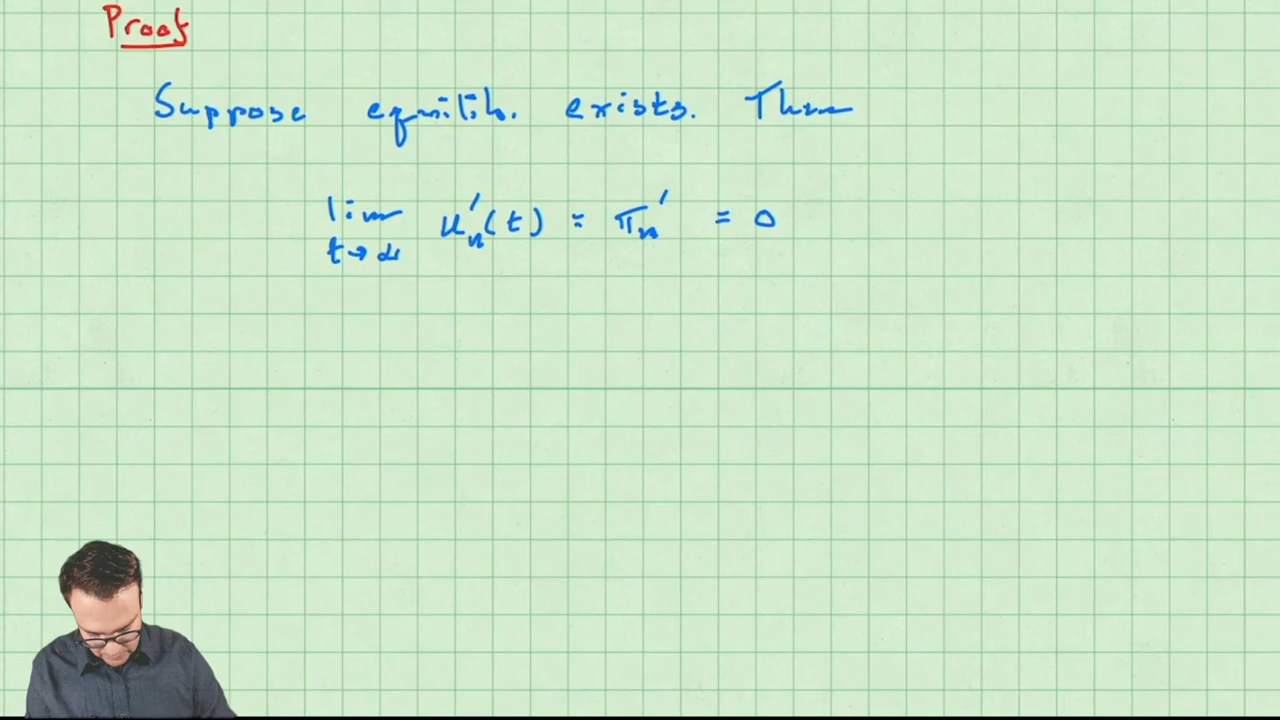 Proof
Suppose equilib. exists. Then
lim u'ₙ(t) = πₙ' = 0
t→∞